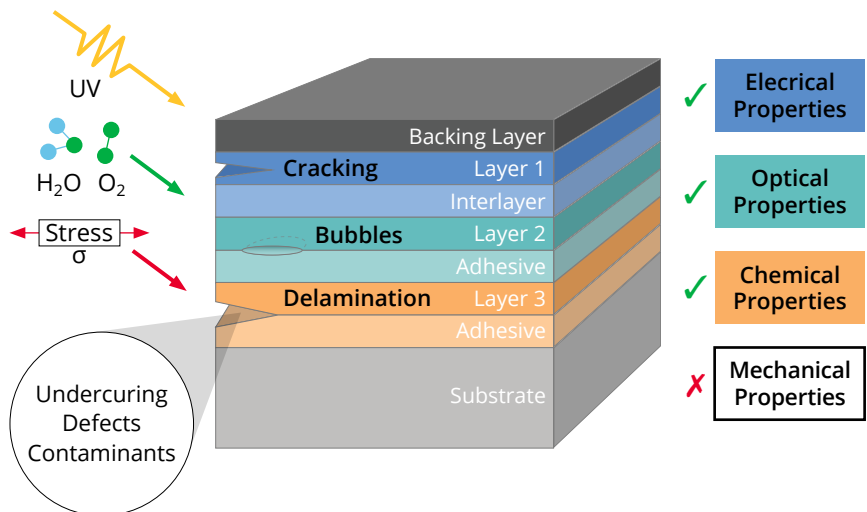 UV
H₂O O₂
Stress
σ
Undercuring
Defects
Contaminants
Backing Layer
Cracking Layer 1
Interlayer
Bubbles Layer 2
Adhesive
Delamination Layer 3
Adhesive
Substrate
✓ Elecrical
Properties
✓ Optical
Properties
✓ Chemical
Properties
✗ Mechanical
Properties